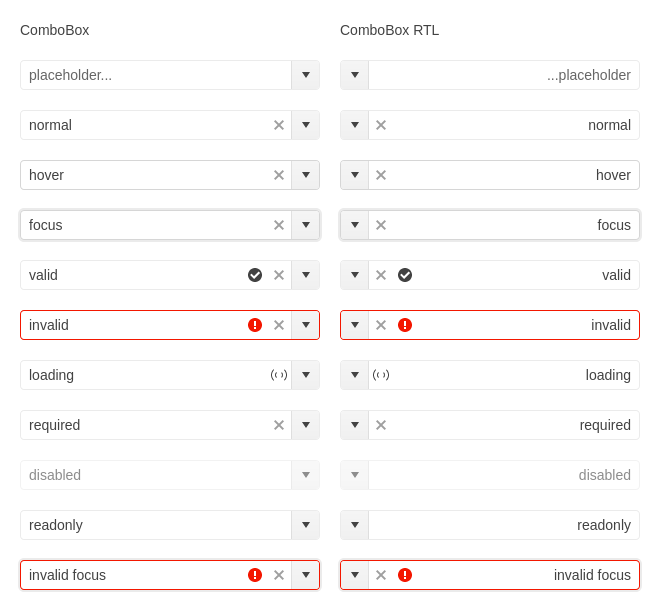 ComboBox ComboBox RTL
placeholder... ...placeholder
normal normal
hover hover
focus focus
valid valid
invalid invalid
loading loading
required required
disabled disabled
readonly readonly
invalid focus invalid focus